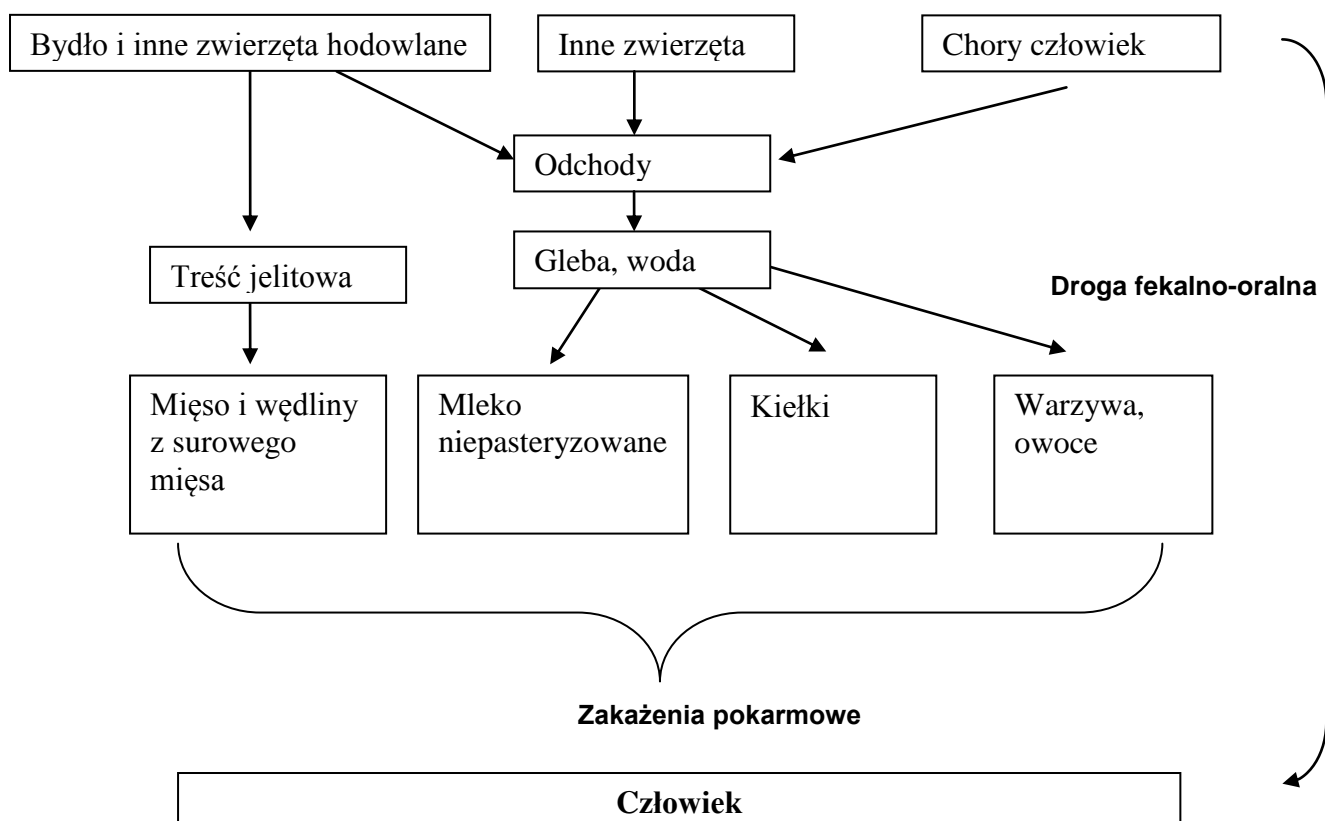 Bydło i inne zwierzęta hodowlane
Inne zwierzęta
Chory człowiek
Odchody
Treść jelitowa
Gleba, woda
Droga fekalno-oralna
Mięso i wędliny
z surowego
mięsa
Mleko
niepasteryzowane
Kiełki
Warzywa,
owoce
Zakażenia pokarmowe
Człowiek